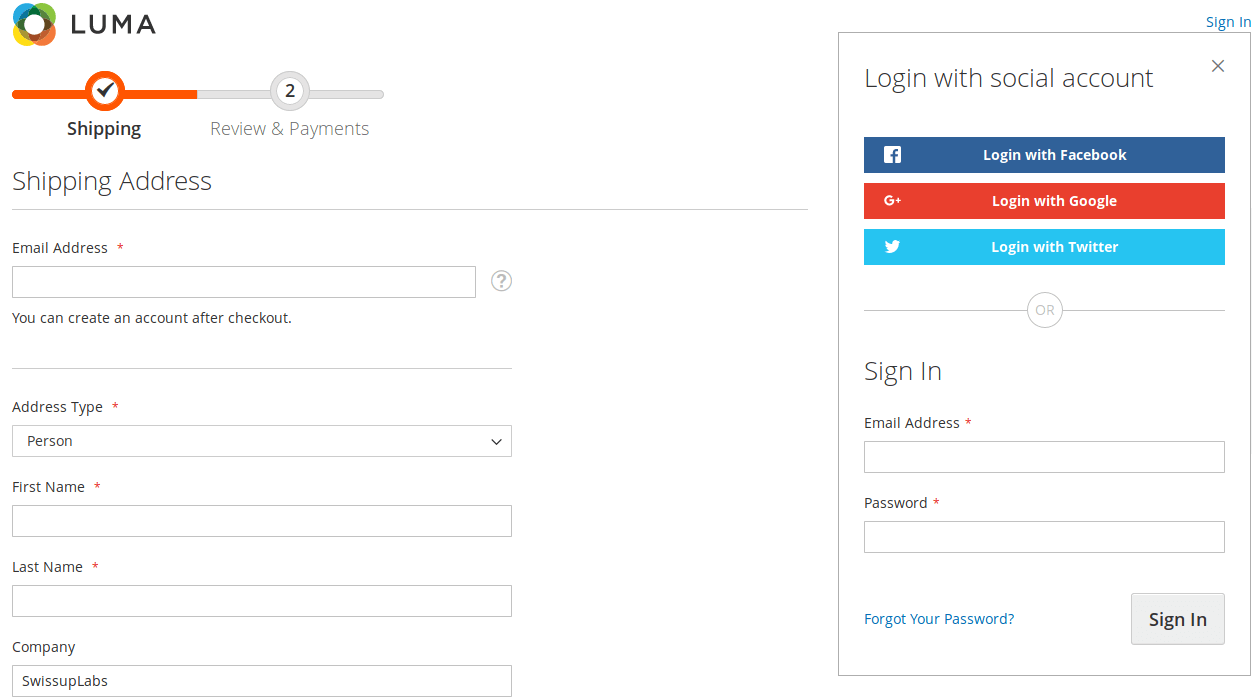 LUMA
Sign In
2
Shipping
Review & Payments
Shipping Address
Email Address *
?
You can create an account after checkout.
Address Type *
Person
First Name *
Last Name *
Company
SwissupLabs
Login with social account
Login with Facebook
G+ Login with Google
Login with Twitter
OR
Sign In
Email Address *
Password *
Forgot Your Password?
Sign In